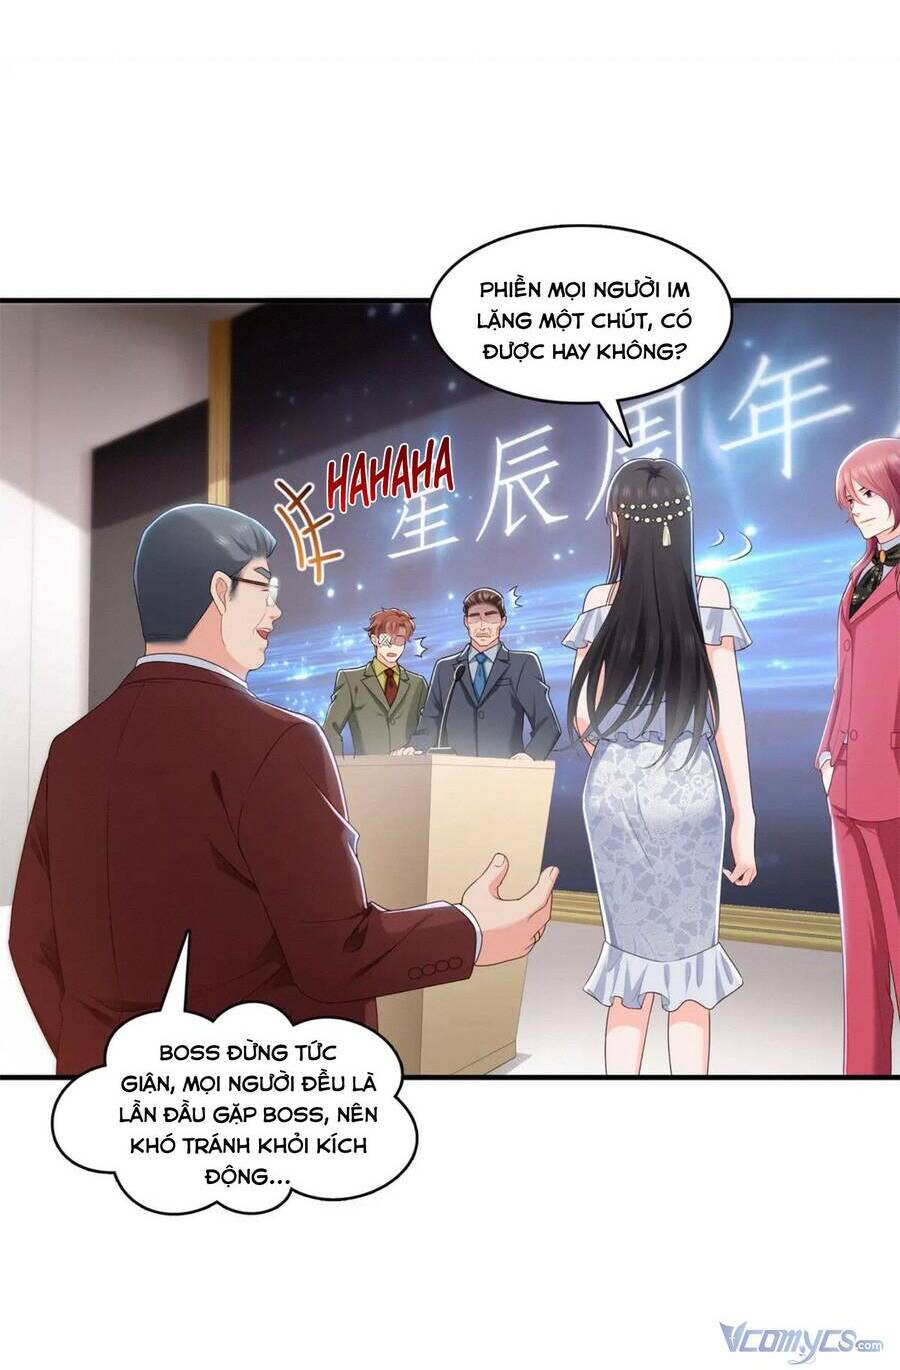 PHIỀN MỌI NGƯỜI IM
LẶNG MỘT CHÚT, CÓ
ĐƯỢC HAY KHÔNG?
星辰周年
HAHAHA
BOSS ĐỪNG TỨC
GIẬN, MỌI NGƯỜI ĐỀU LÀ
LẦN ĐẦU GẶP BOSS, NÊN
KHÓ TRÁNH KHỎI KÍCH
ĐỘNG...
Vcomycs.com